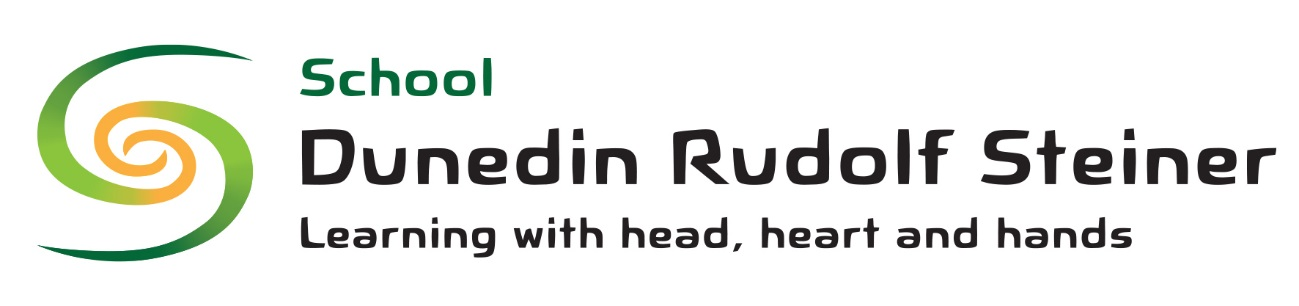 School
Dunedin Rudolf Steiner
Learning with head, heart and hands